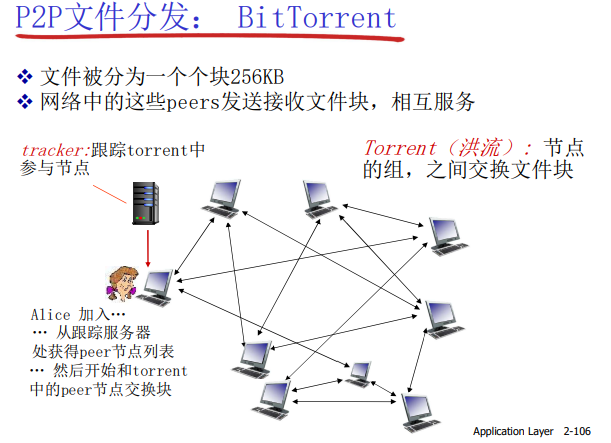 P2P文件分发： BitTorrent
❖ 文件被分为一个个块256KB
❖ 网络中的这些peers发送接收文件块，相互服务
tracker:跟踪torrent中
参与节点
Torrent（洪流）: 节点
的组，之间交换文件块
Alice 加入…
… 从跟踪服务器
处获得peer节点列表
… 然后开始和torrent
中的peer节点交换块
Application Layer 2-106